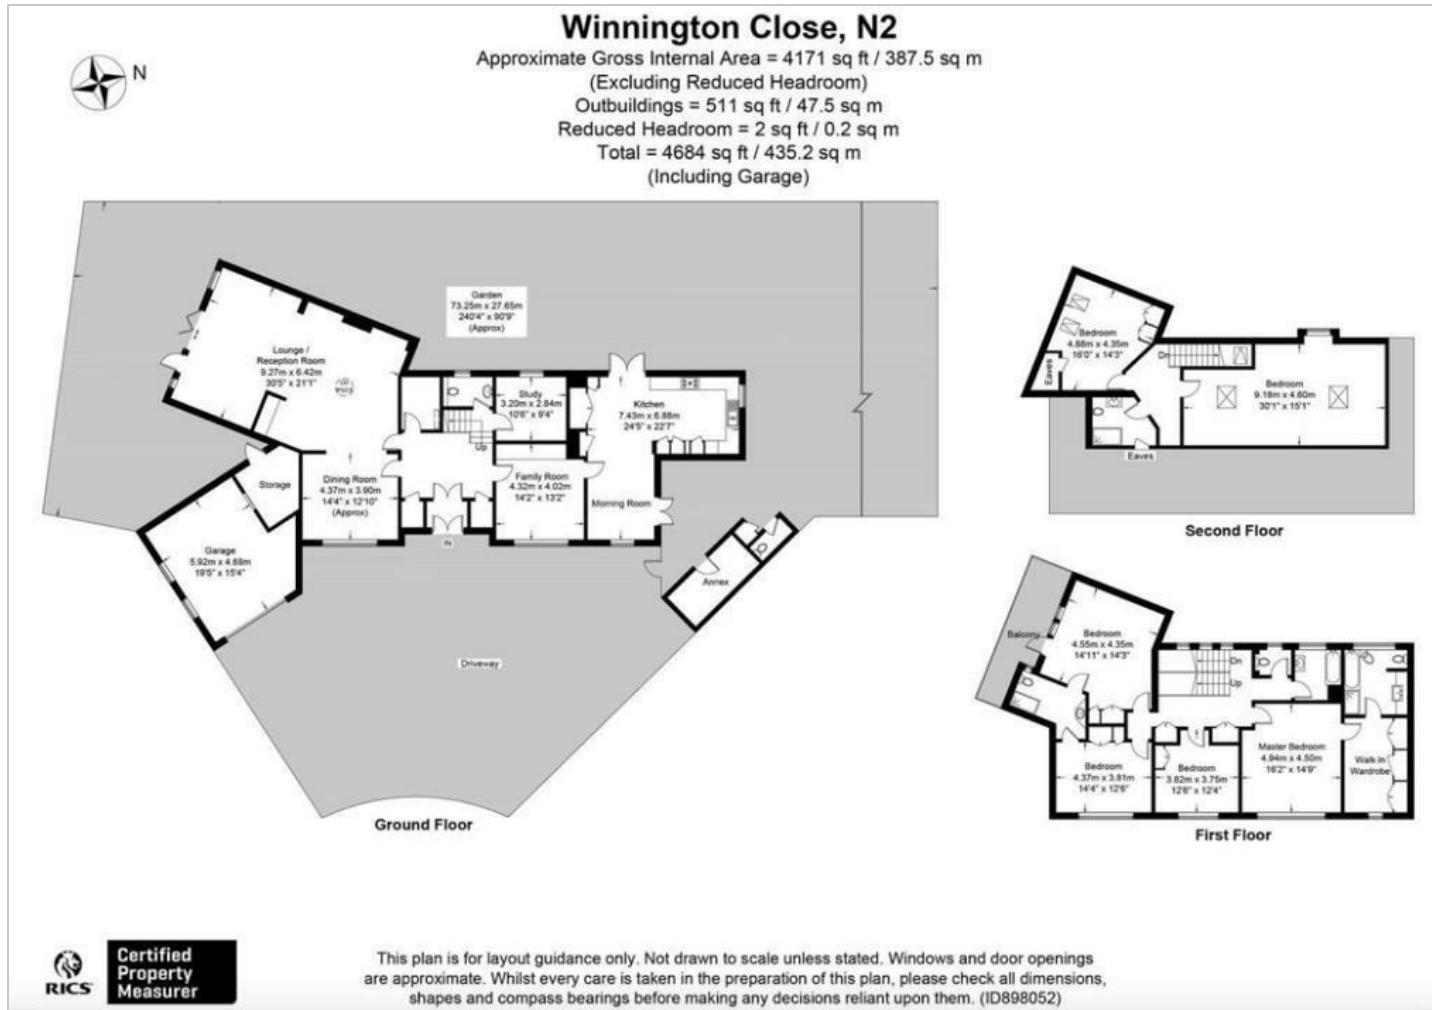 Winnington Close, N2
Approximate Gross Internal Area = 4171 sq ft / 387.5 sq m
(Excluding Reduced Headroom)
Outbuildings = 511 sq ft / 47.5 sq m
Reduced Headroom = 2 sq ft / 0.2 sq m
Total = 4684 sq ft / 435.2 sq m
(Including Garage)
N
Garden
73.25m x 27.65m
240'4" x 90'9"
(Approx)
Lounge /
Reception Room
9.27m x 6.42m
30'5" x 21'1"
Study
3.20m x 2.84m
10'6" x 9'4"
Kitchen
7.43m x 6.88m
24'5" x 22'7"
Up
Storage
Dining Room
4.37m x 3.90m
14'4" x 12'10"
(Approx)
Family Room
4.32m x 4.02m
14'2" x 13'2"
Morning Room
IN
Garage
5.92m x 4.68m
19'5" x 15'4"
Annex
Driveway
Ground Floor
Bedroom
4.88m x 4.35m
16'0" x 14'3"
Dn
Eaves
Bedroom
9.18m x 4.60m
30'1" x 15'1"
Eaves
Second Floor
Balcony
Bedroom
4.55m x 4.35m
14'11" x 14'3"
Dn
Up
Bedroom
4.37m x 3.81m
14'4" x 12'6"
Bedroom
3.82m x 3.75m
12'6" x 12'4"
Master Bedroom
4.94m x 4.50m
16'2" x 14'9"
Walk In
Wardrobe
First Floor
RICS
Certified
Property
Measurer
This plan is for layout guidance only. Not drawn to scale unless stated. Windows and door openings
are approximate. Whilst every care is taken in the preparation of this plan, please check all dimensions,
shapes and compass bearings before making any decisions reliant upon them. (ID898052)